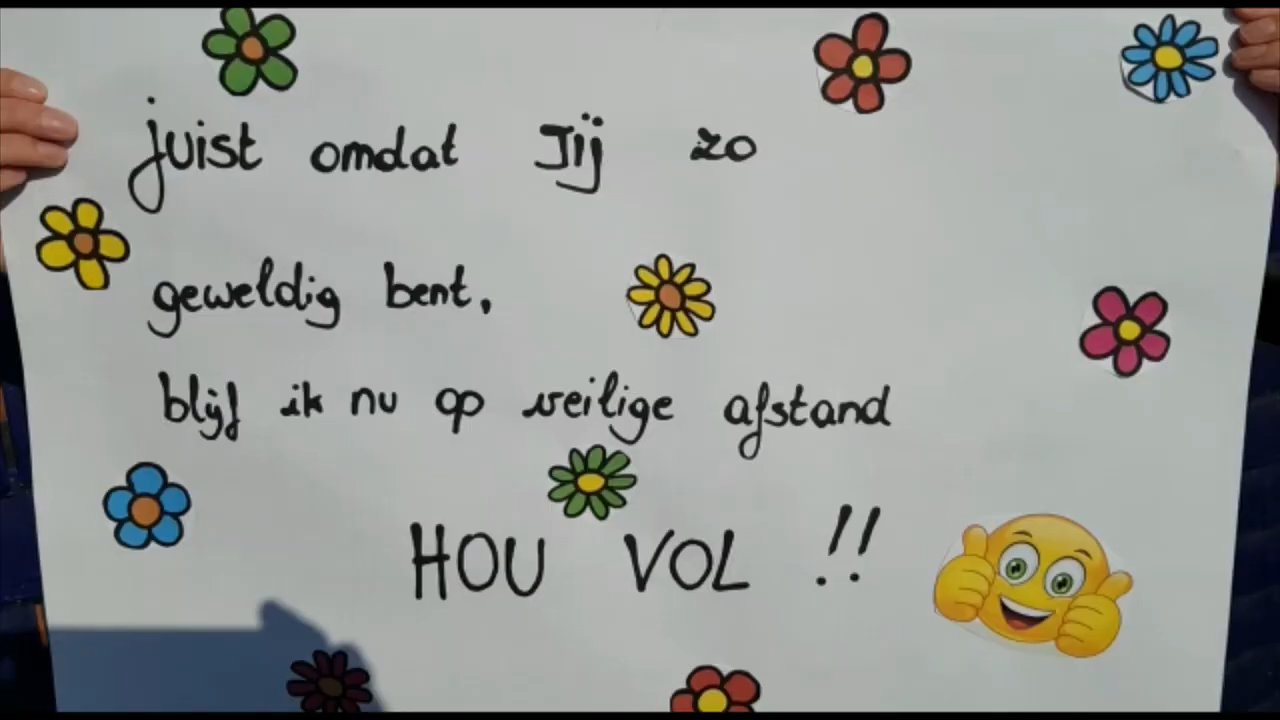 juist omdat Jij zo
geweldig bent,
blijf ik nu op veilige afstand
HOU VOL !!